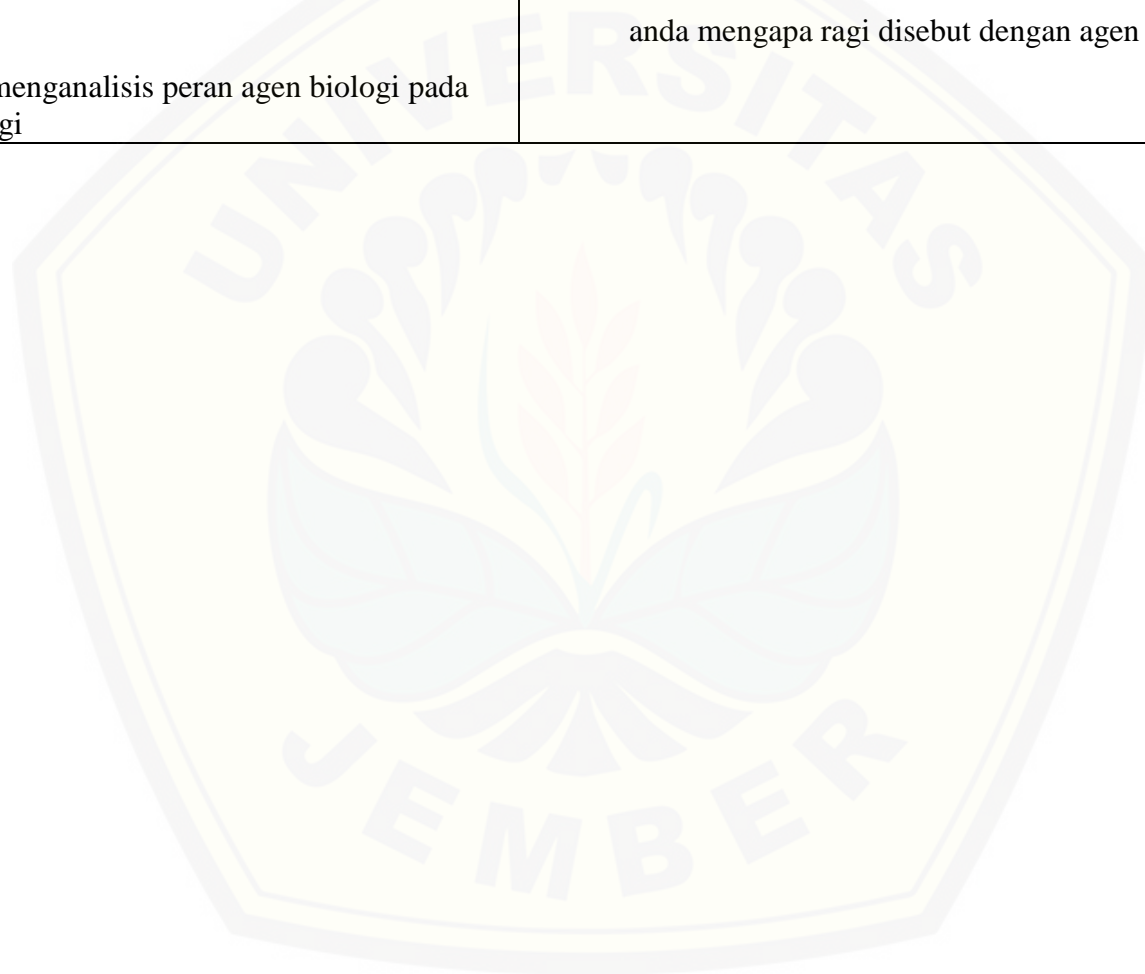 anda mengapa ragi disebut dengan agen
menganalisis peran agen biologi pada
gi
UNIVERSITAS
JEMBER